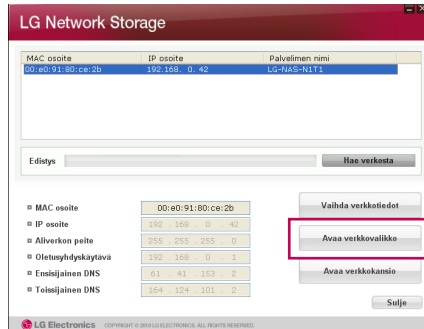 LG Network Storage
MAC osoite IP osoite Palvelimen nimi
00:e0:91:80:ce:2b 192.168. 0. 42 LG-NAS-N1T1
Edistys Hae verkosta
MAC osoite 00:e0:91:80:ce:2b Vaihda verkkotiedot
IP osoite 192 . 168 . 0 . 42
Aliverkon peite 255 . 255 . 255 . 0 Avaa verkkovalikko
Oletusyhdyskäytävä 192 . 168 . 0 . 1
Ensisijainen DNS 61 . 41 . 153 . 2 Avaa verkkokansio
Toissijainen DNS 164 . 124 . 101 . 2
Sulje
LG Electronics COPYRIGHT © 2010 LG ELECTRONICS. ALL RIGHTS RESERVED.